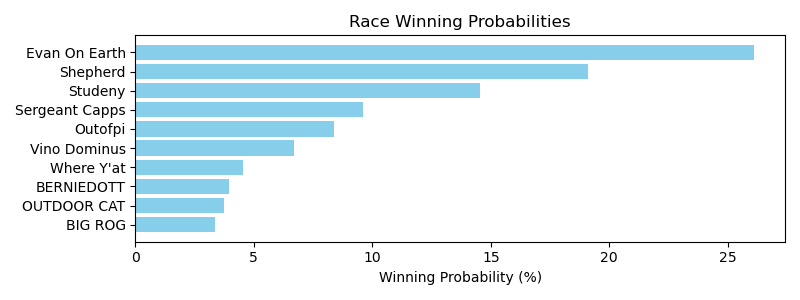 Race Winning Probabilities
Evan On Earth
Shepherd
Studeny
Sergeant Capps
Outofpi
Vino Dominus
Where Y'at
BERNIEDOTT
OUTDOOR CAT
BIG ROG
0 5 10 15 20 25
Winning Probability (%)